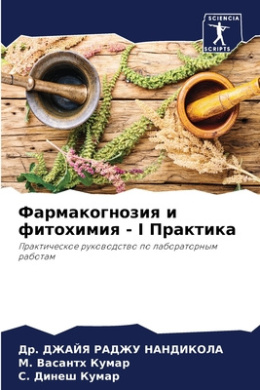 SCIENCIA
SCRIPTS
Фармакогнозия и
фитохимия - I Практика
Практическое руководство по лабораторным
работам
Др. ДЖАЙЯ РАДЖУ НАНДИКОЛА
М. Васантх Кумар
С. Динеш Кумар